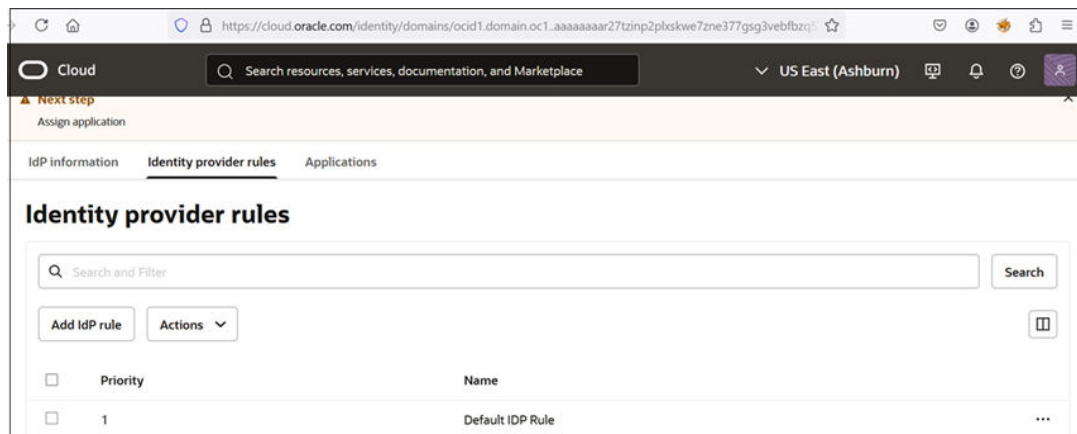 https://cloud.oracle.com/identity/domains/ocid1.domain.oc1..aaaaaaaar27tzinp2plxskwe7zne377gsg3vebfbzq5
Cloud
Search resources, services, documentation, and Marketplace
US East (Ashburn)
Next step
Assign application
IdP information Identity provider rules Applications
Identity provider rules
Search and Filter
Search
Add IdP rule Actions
Priority Name
1 Default IDP Rule